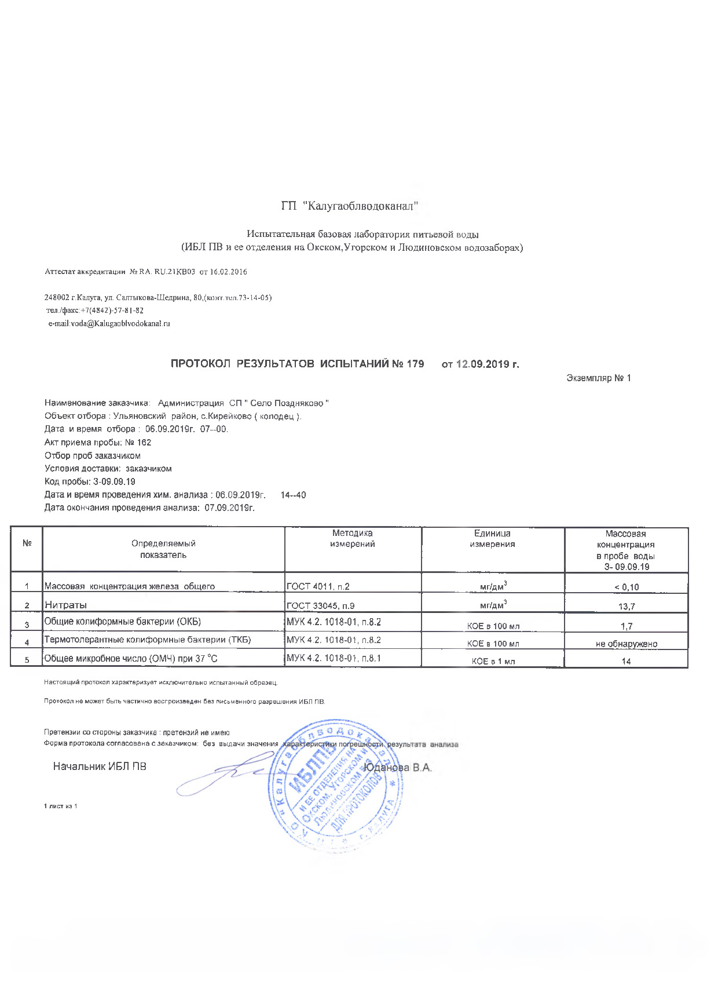 ГП "Калугаоблводоканал"
Испытательная базовая лаборатория питьевой воды
(ИБЛ ПВ и ее отделения на Окском,Угорском и Людиновском водозаборах)
Аттестат аккредитации № RA. RU.21КВ03 от 16.02.2016
248002 г.Калуга, ул. Салтыкова-Щедрина, 80,(конт.тел.73-14-05)
тел./факс:+7(4842)-57-81-82
e-mail:voda@Kalugaoblvodokanal.ru
ПРОТОКОЛ РЕЗУЛЬТАТОВ ИСПЫТАНИЙ № 179 от 12.09.2019 г.
Экземпляр № 1
Наименование заказчика: Администрация СП " Село Поздняково "
Объект отбора : Ульяновский район, с.Кирейково ( колодец ).
Дата и время отбора : 06.09.2019г. 07--00.
Акт приема пробы: № 162
Отбор проб заказчиком
Условия доставки: заказчиком
Код пробы: З-09.09.19
Дата и время проведения хим. анализа : 06.09.2019г. 14--40
Дата окончания проведения анализа: 07.09.2019г.
№ Определяемый показатель Методика измерений Единица измерения Массовая концентрация в пробе воды З- 09.09.19
1 Массовая концентрация железа общего ГОСТ 4011, п.2 мг/дм³ < 0,10
2 Нитраты ГОСТ 33045, п.9 мг/дм³ 13,7
3 Общие колиформные бактерии (ОКБ) МУК 4.2. 1018-01, п.8.2 КОЕ в 100 мл 1,7
4 Термотолерантные колиформные бактерии (ТКБ) МУК 4.2. 1018-01, п.8.2 КОЕ в 100 мл не обнаружено
5 Общее микробное число (ОМЧ) при 37 °С МУК 4.2. 1018-01, п.8.1 КОЕ в 1 мл 14
Настоящий протокол характеризует исключительно испытанный образец.
Протокол не может быть частично воспроизведен без письменного разрешения ИБЛ ПВ.
Претензии со стороны заказчика : претензий не имею
Форма протокола согласована с заказчиком: без выдачи значения характеристики погрешности результата анализа
Начальник ИБЛ ПВ Юданова В.А.
"Калугаоблводоканал" * г. КАЛУГА *
ИБЛПВ
И ЕЕ ОТДЕЛЕНИЯ НА
ОКСКОМ, УГОРСКОМ И
ЛЮДИНОВСКОМ В/З
ДЛЯ ПРОТОКОЛОВ
1 лист из 1